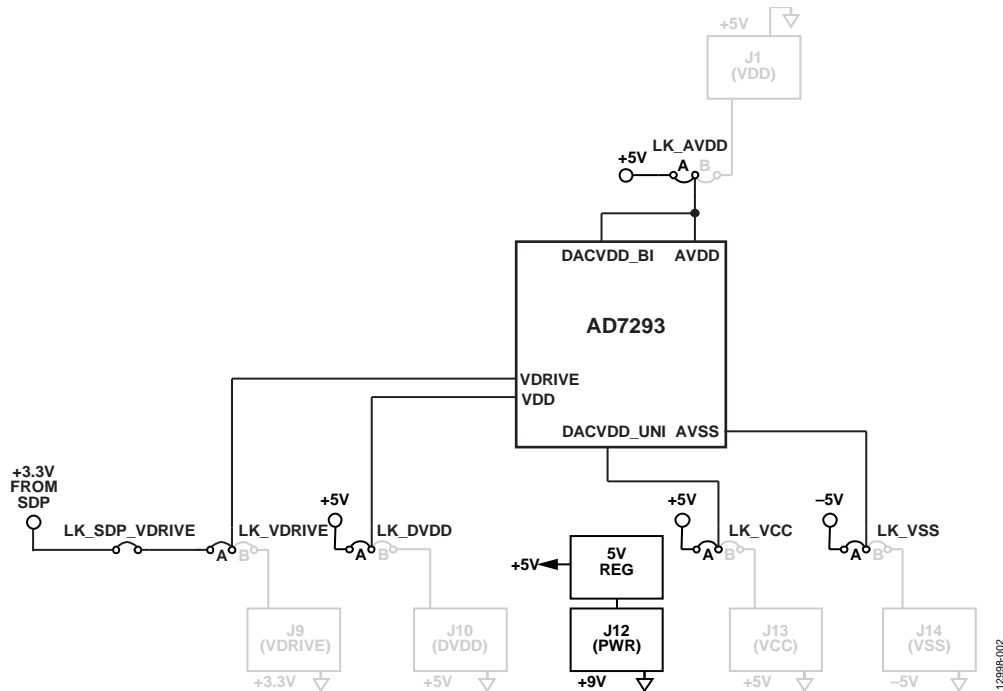 +5V
J1
(VDD)
LK_AVDD
+5V
A
B
DACVDD_BI AVDD
AD7293
VDRIVE
VDD
DACVDD_UNI AVSS
+3.3V
FROM
SDP
LK_SDP_VDRIVE
LK_VDRIVE
A
B
+5V
LK_DVDD
A
B
+5V
LK_VCC
A
B
–5V
LK_VSS
A
B
+5V
5V
REG
J9
(VDRIVE)
+3.3V
J10
(DVDD)
+5V
J12
(PWR)
+9V
J13
(VCC)
+5V
J14
(VSS)
–5V
12998-002